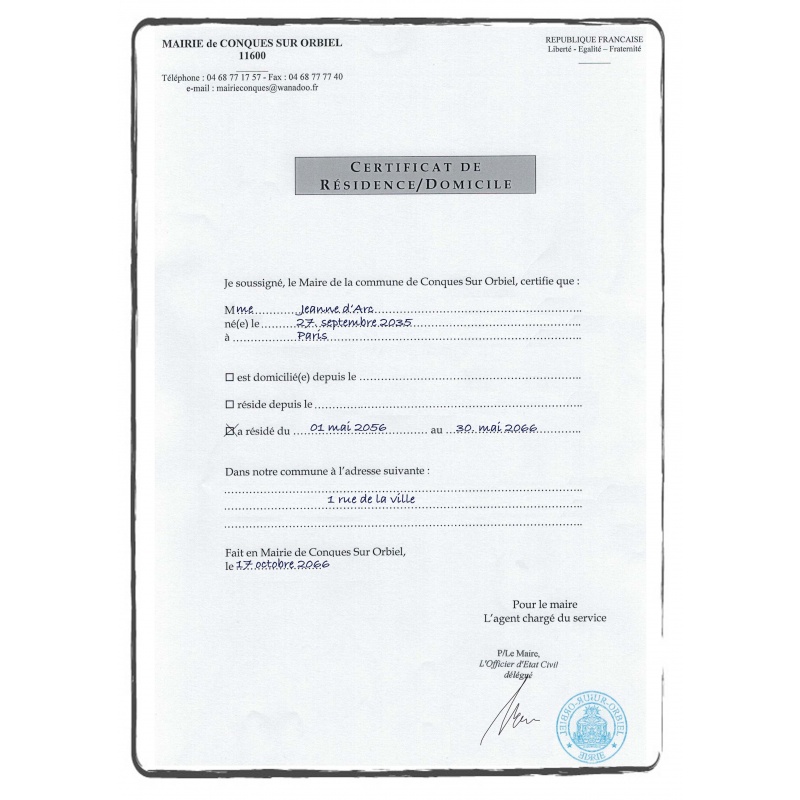 MAIRIE de CONQUES SUR ORBIEL
11600
Téléphone : 04 68 77 17 57 - Fax : 04 68 77 77 40
e-mail : mairieconques@wanadoo.fr
REPUBLIQUE FRANCAISE
Liberté - Egalité – Fraternité
CERTIFICAT DE
RÉSIDENCE/DOMICILE
Je soussigné, le Maire de la commune de Conques Sur Orbiel, certifie que :
Mme Jeanne d'Arc
né(e) le 27. septembre 2035
à Paris
est domicilié(e) depuis le
réside depuis le
a résidé du 01 mai 2056 au 30. mai 2066
Dans notre commune à l'adresse suivante :
1 rue de la ville
Fait en Mairie de Conques Sur Orbiel,
le 17 octobre 2066
Pour le maire
L'agent chargé du service
P/Le Maire,
L'Officier d'Etat Civil
délégué